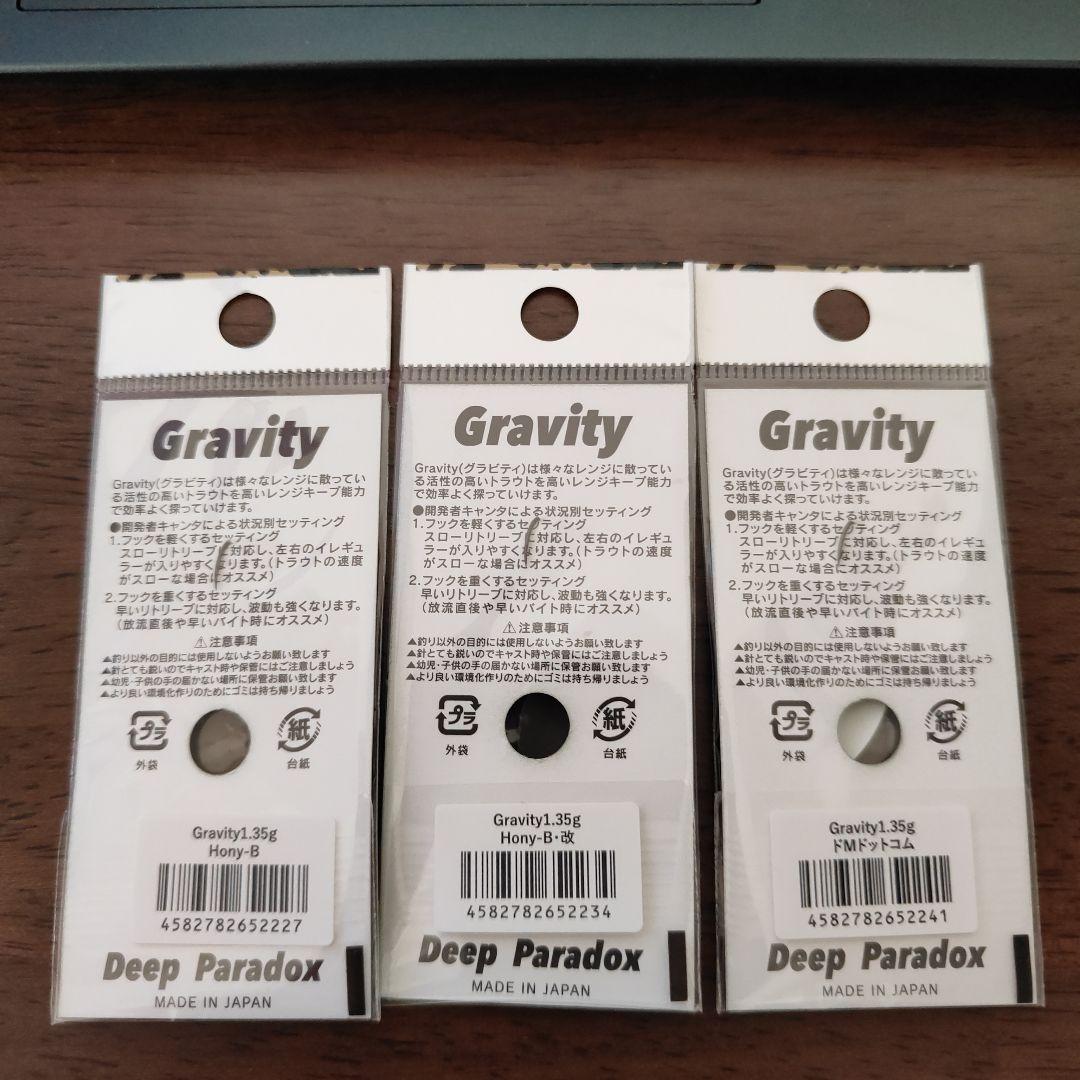 Gravity
Gravity(グラビティ)は様々なレンジに散ってい
る活性の高いトラウトを高いレンジキープ能力
で効率よく探っていけます。
●開発者キャンタによる状況別セッティング
1.フックを軽くするセッティング
スローリトリーブに対応し、左右のイレギュ
ラーが入りやすくなります。(トラウトの速度
がスローな場合にオススメ)
2.フックを重くするセッティング
早いリトリーブに対応し、波動も強くなります。
(放流直後や早いバイト時にオススメ)
⚠注意事項
▲釣り以外の目的には使用しないようお願い致します
▲針とても鋭いのでキャスト時や保管にはご注意しましょう
▲幼児・子供の手の届かない場所に保管お願い致します
▲より良い環境化作りのためにゴミは持ち帰りましょう
プラ
外袋
紙
台紙
Gravity1.35g
Hony-B
4582782652227
Deep Paradox
MADE IN JAPAN
Gravity
Gravity(グラビティ)は様々なレンジに散ってい
る活性の高いトラウトを高いレンジキープ能力
で効率よく探っていけます。
●開発者キャンタによる状況別セッティング
1.フックを軽くするセッティング
スローリトリーブに対応し、左右のイレギュ
ラーが入りやすくなります。(トラウトの速度
がスローな場合にオススメ)
2.フックを重くするセッティング
早いリトリーブに対応し、波動も強くなります。
(放流直後や早いバイト時にオススメ)
⚠注意事項
▲釣り以外の目的には使用しないようお願い致します
▲針とても鋭いのでキャスト時や保管にはご注意しましょう
▲幼児・子供の手の届かない場所に保管お願い致します
▲より良い環境化作りのためにゴミは持ち帰りましょう
プラ
外袋
紙
台紙
Gravity1.35g
Hony-B・改
4582782652234
Deep Paradox
MADE IN JAPAN
Gravity
Gravity(グラビティ)は様々なレンジに散ってい
る活性の高いトラウトを高いレンジキープ能力
で効率よく探っていけます。
●開発者キャンタによる状況別セッティング
1.フックを軽くするセッティング
スローリトリーブに対応し、左右のイレギュ
ラーが入りやすくなります。(トラウトの速度
がスローな場合にオススメ)
2.フックを重くするセッティング
早いリトリーブに対応し、波動も強くなります。
(放流直後や早いバイト時にオススメ)
⚠注意事項
▲釣り以外の目的には使用しないようお願い致します
▲針とても鋭いのでキャスト時や保管にはご注意しましょう
▲幼児・子供の手の届かない場所に保管お願い致します
▲より良い環境化作りのためにゴミは持ち帰りましょう
プラ
外袋
紙
台紙
Gravity1.35g
ドMドットコム
4582782652241
Deep Paradox
MADE IN JAPAN